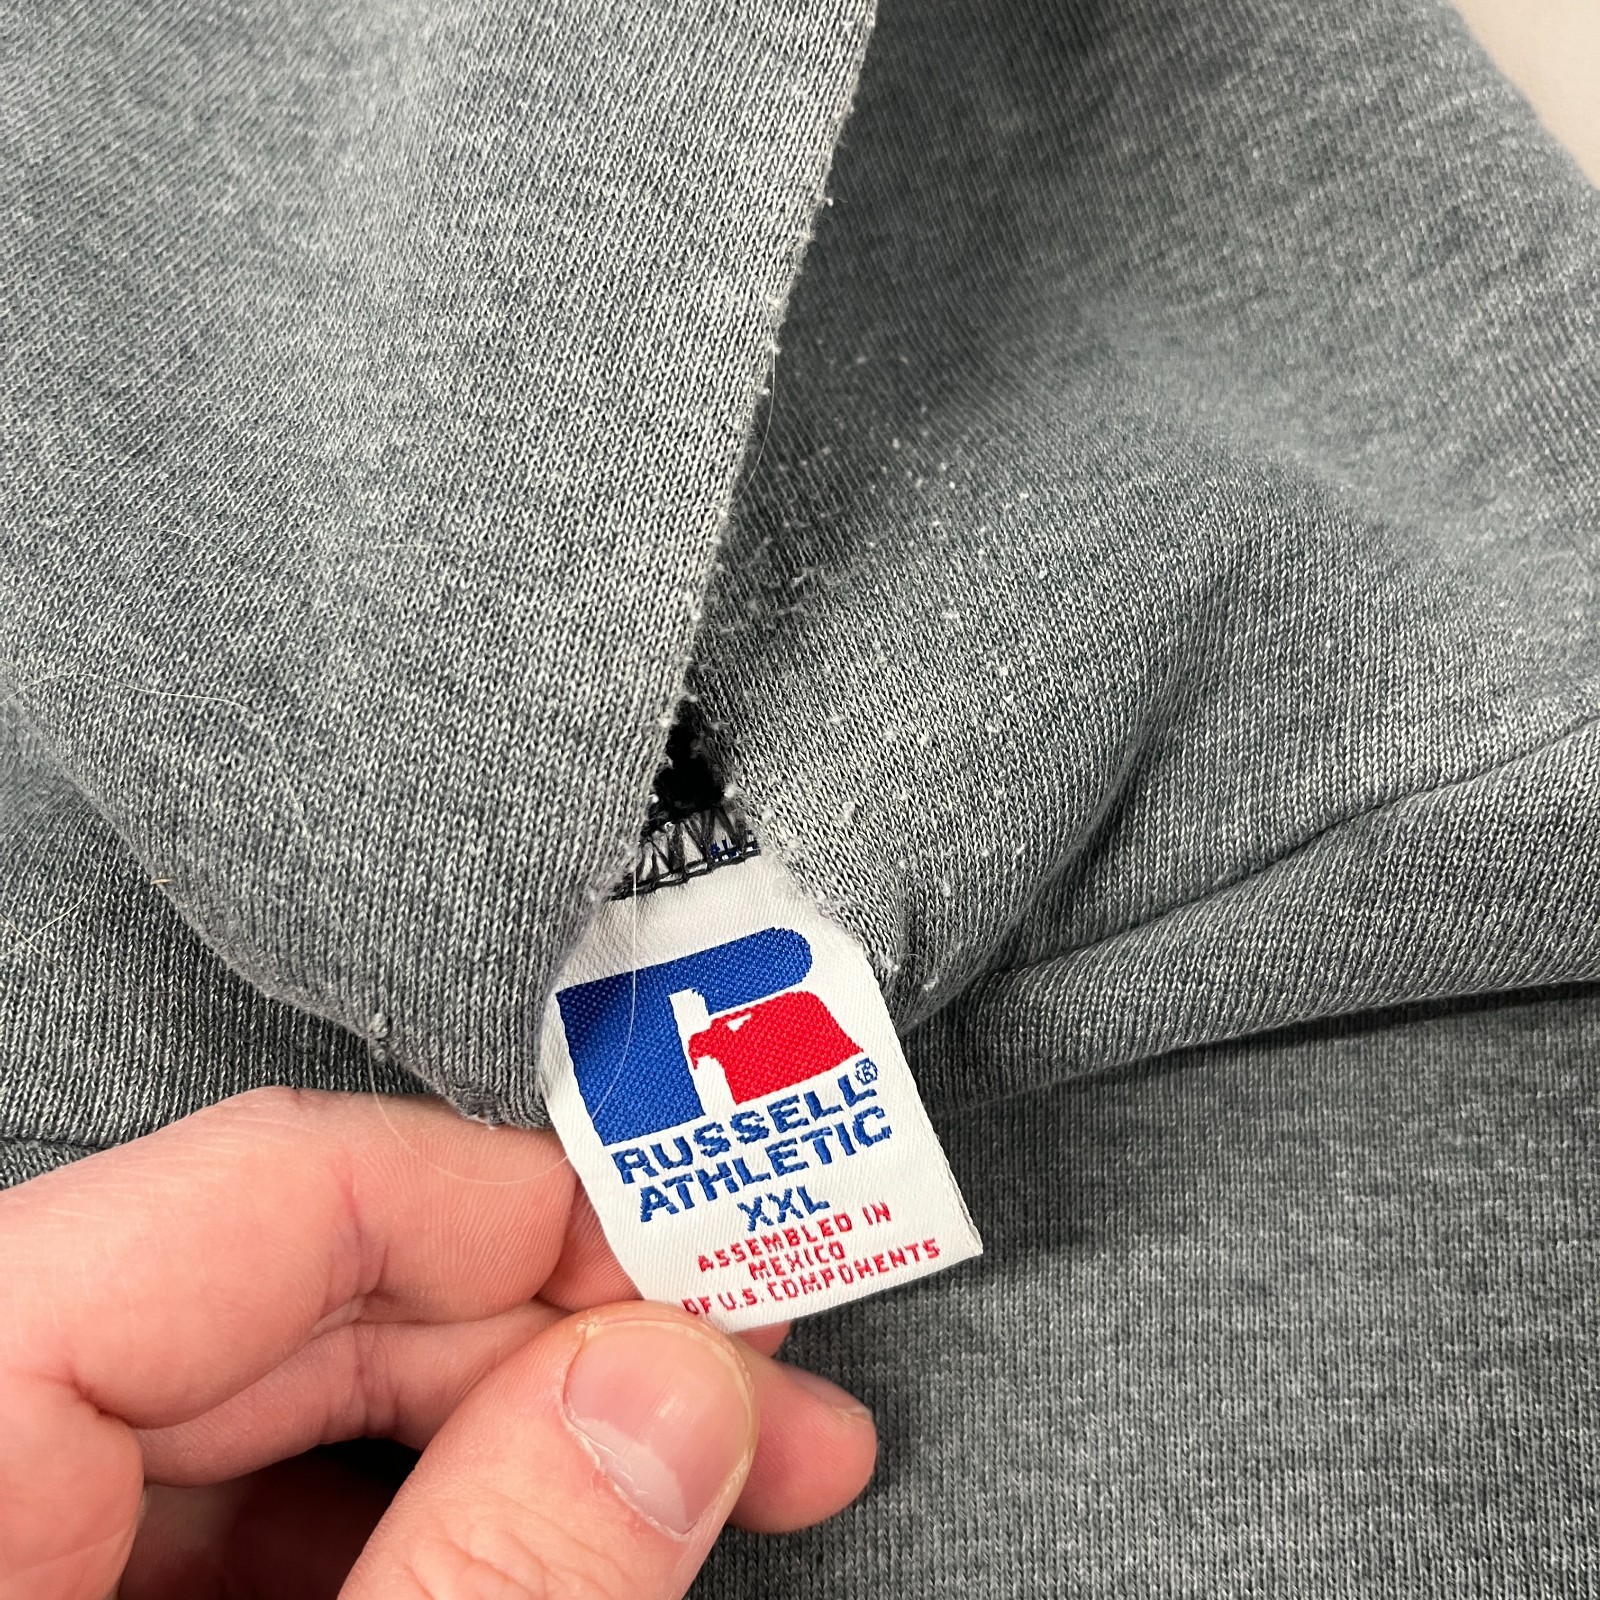 RUSSELL®
ATHLETIC
XXL
ASSEMBLED IN
MEXICO
OF U.S. COMPONENTS